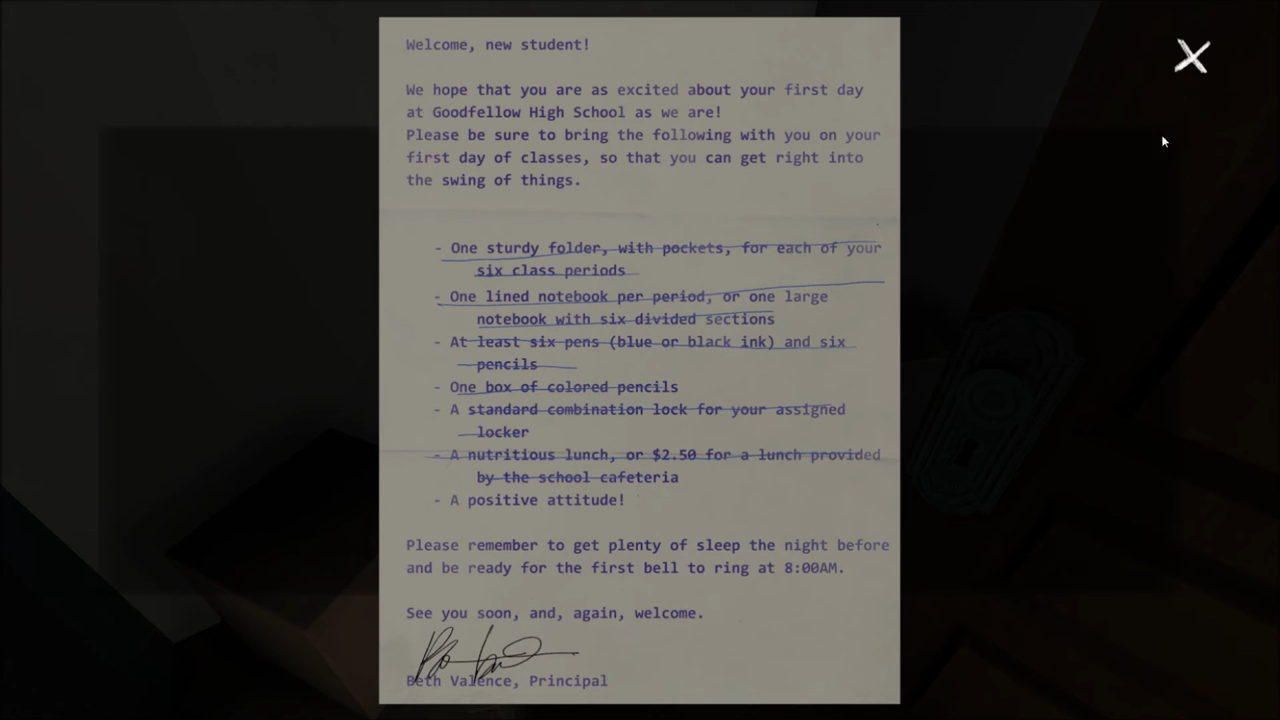 Welcome, new student!
We hope that you are as excited about your first day
at Goodfellow High School as we are!
Please be sure to bring the following with you on your
first day of classes, so that you can get right into
the swing of things.
- One sturdy folder, with pockets, for each of your
six class periods
- One lined notebook per period, or one large
notebook with six divided sections
- At least six pens (blue or black ink) and six
pencils
- One box of colored pencils
- A standard combination lock for your assigned
locker
- A nutritious lunch, or $2.50 for a lunch provided
by the school cafeteria
- A positive attitude!
Please remember to get plenty of sleep the night before
and be ready for the first bell to ring at 8:00AM.
See you soon, and, again, welcome.
Beth Valence, Principal